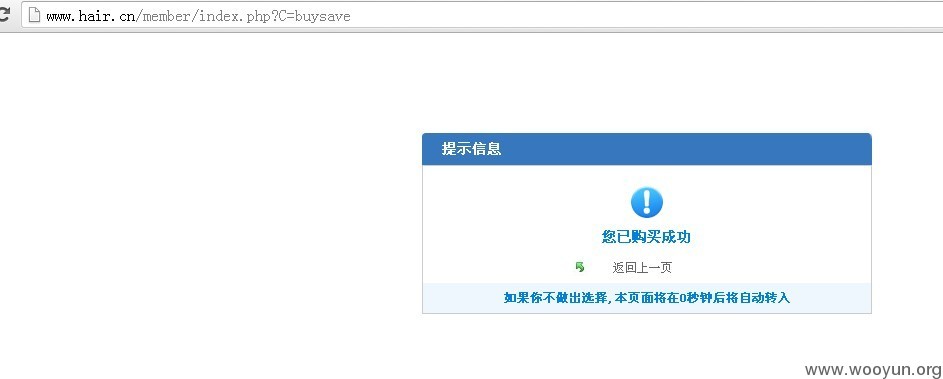 www.hair.cn/member/index.php?C=buysave
提示信息
您已购买成功
返回上一页
如果你不做出选择,本页面将在0秒钟后将自动转入
www.wooyun.org